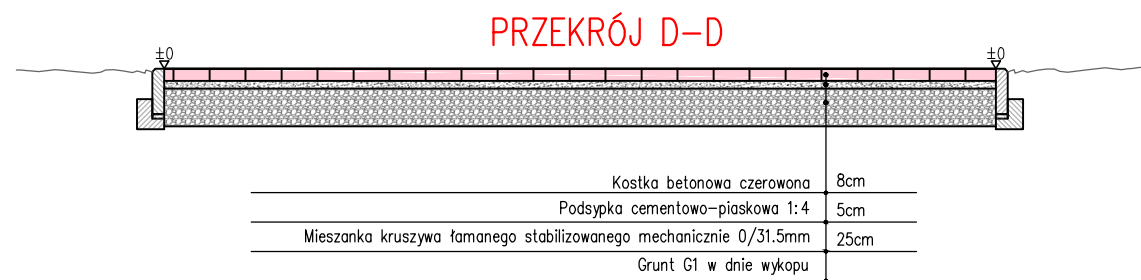 PRZEKRÓJ D-D
±0 ±0
Kostka betonowa czerowona 8cm
Podsypka cementowo-piaskowa 1:4 5cm
Mieszanka kruszywa łamanego stabilizowanego mechanicznie 0/31.5mm 25cm
Grunt G1 w dnie wykopu